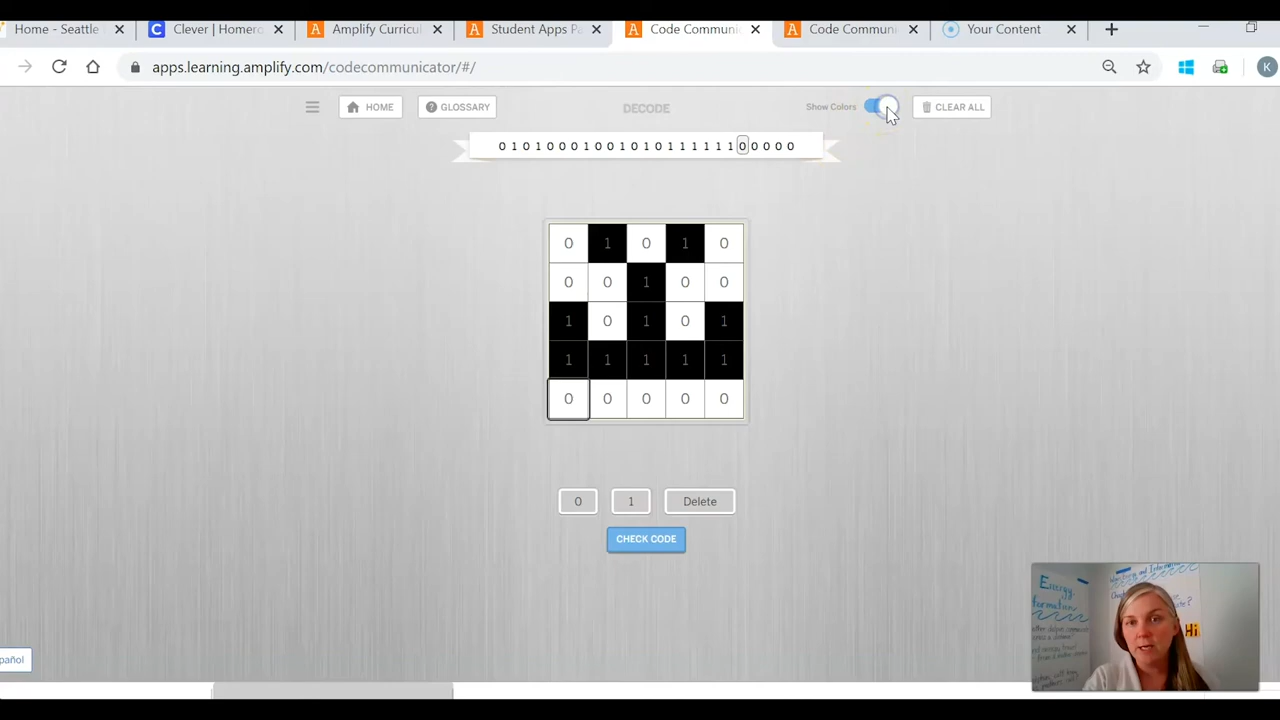 Home - Seattle
Clever | Homero
Amplify Curricul
Student Apps Pa
Code Communi
Code Communi
Your Content
apps.learning.amplify.com/codecommunicator/#/
K
HOME
GLOSSARY
DECODE
Show Colors
CLEAR ALL
0 1 0 1 0 0 0 1 0 0 1 0 1 0 1 1 1 1 1 1 0 0 0 0 0
0 1 0 1 0
0 0 1 0 0
1 0 1 0 1
1 1 1 1 1
0 0 0 0 0
0 1 Delete
CHECK CODE
Energy
Hi
pañol